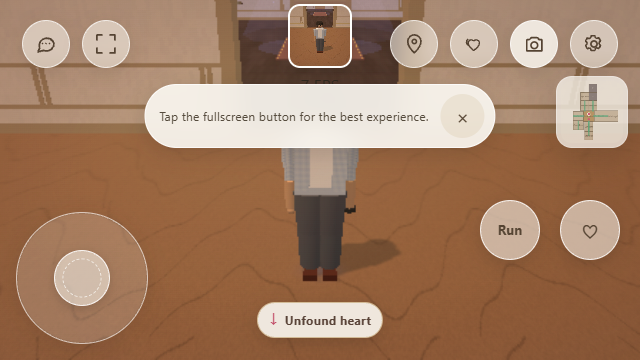 Tap the fullscreen button for the best experience.
Run
↓ Unfound heart